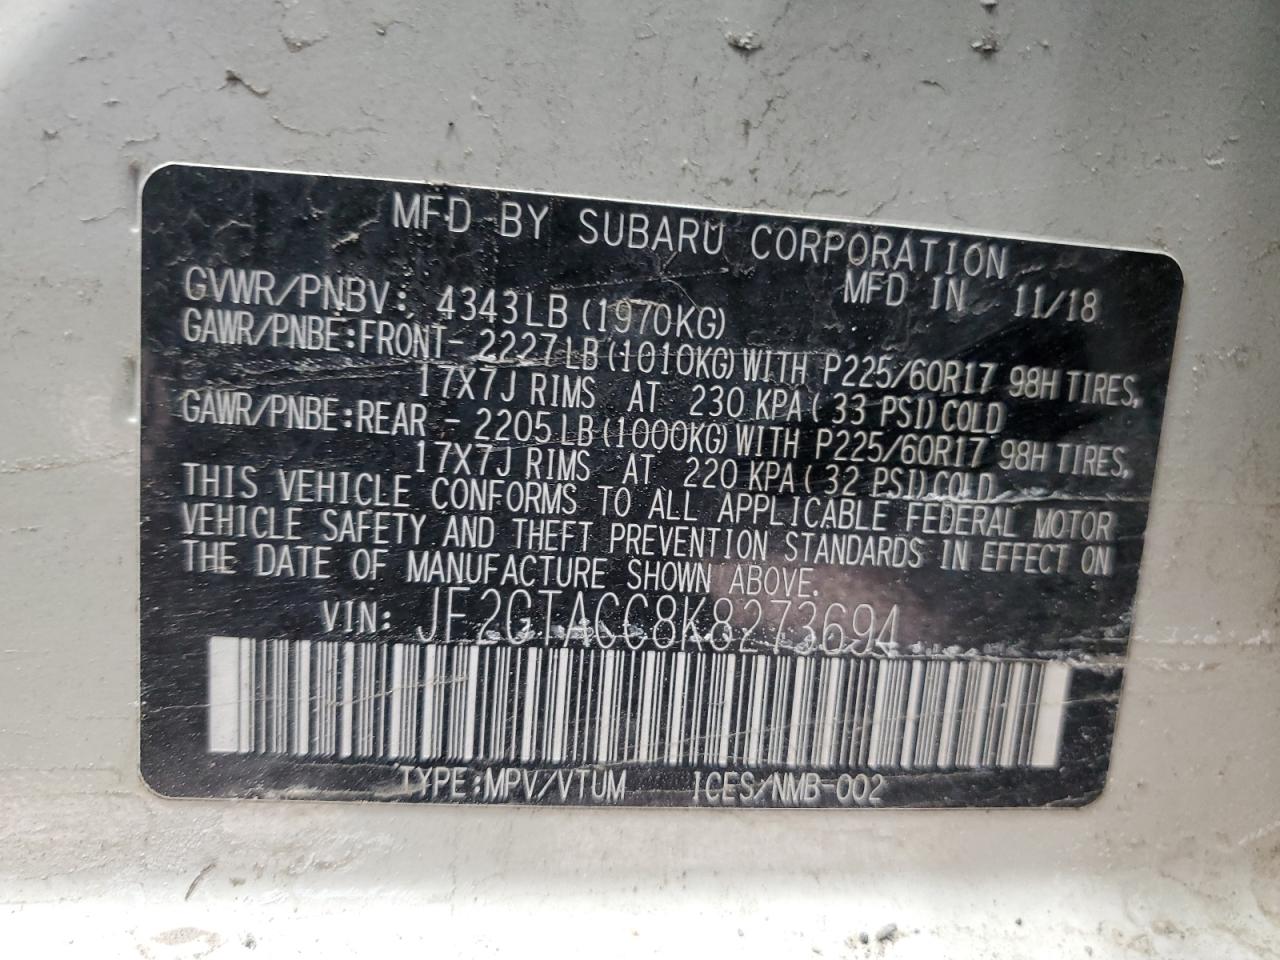 MFD BY SUBARU CORPORATION
MFD IN 11/18
GVWR/PNBV: 4343LB(1970KG)
GAWR/PNBE:FRONT- 2227LB(1010KG)WITH P225/60R17 98H TIRES,
17X7J RIMS AT 230 KPA( 33 PSI)COLD
GAWR/PNBE:REAR - 2205LB(1000KG)WITH P225/60R17 98H TIRES,
17X7J RIMS AT 220 KPA( 32 PSI)COLD
THIS VEHICLE CONFORMS TO ALL APPLICABLE FEDERAL MOTOR
VEHICLE SAFETY AND THEFT PREVENTION STANDARDS IN EFFECT ON
THE DATE OF MANUFACTURE SHOWN ABOVE.
VIN: JF2GTACC8K8273694
TYPE:MPV/VTUM ICES/NMB-002